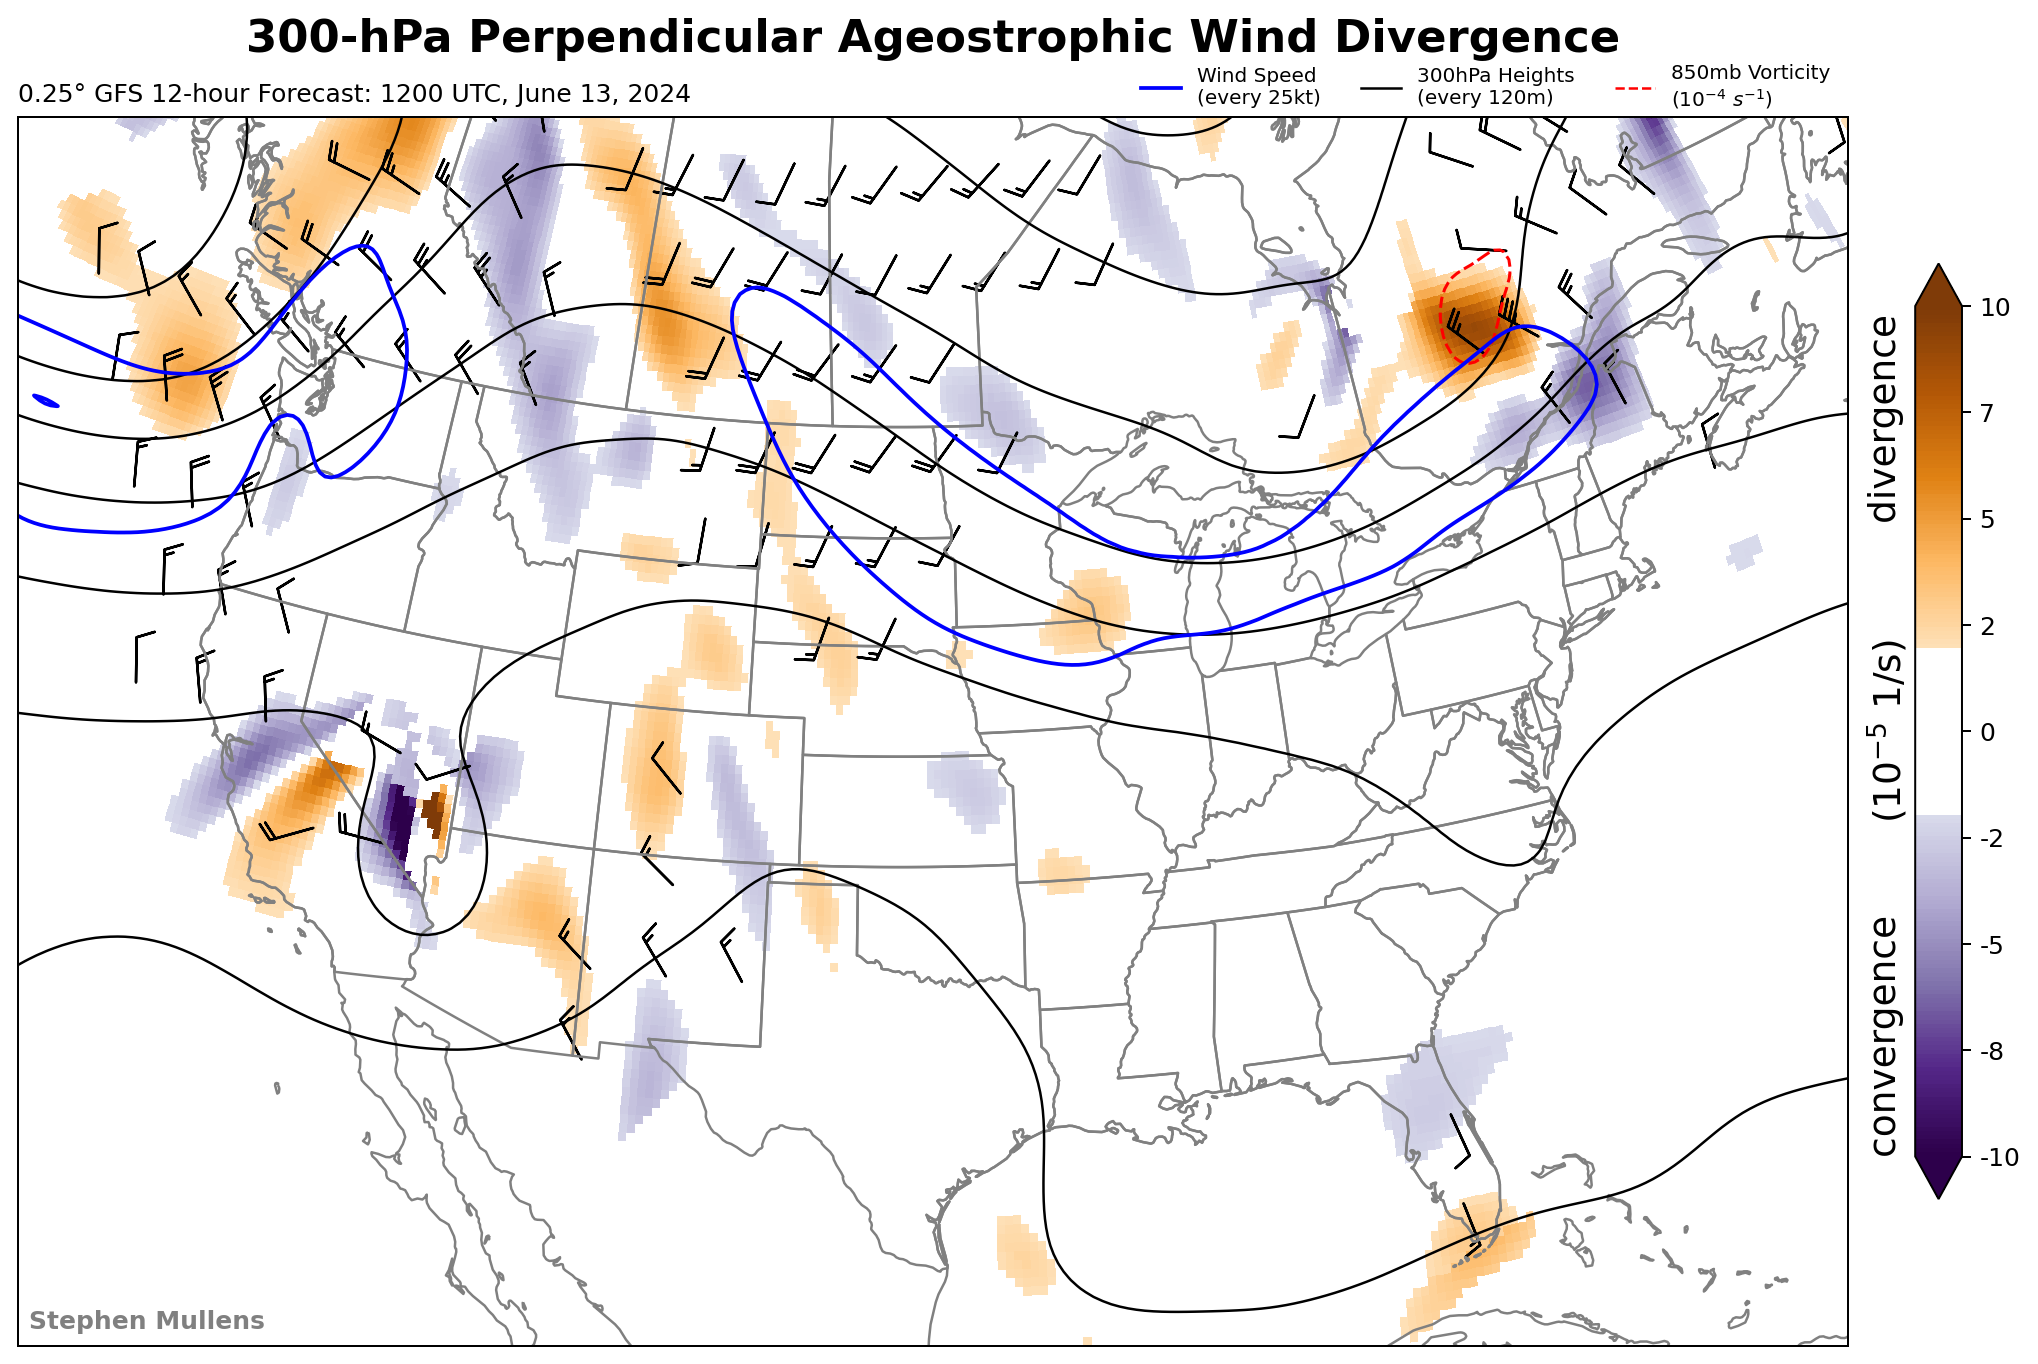 300-hPa Perpendicular Ageostrophic Wind Divergence
0.25° GFS 12-hour Forecast: 1200 UTC, June 13, 2024
Wind Speed
(every 25kt)
300hPa Heights
(every 120m)
850mb Vorticity
(10⁻⁴ s⁻¹)
10
7
5
2
0
-2
-5
-8
-10
convergence (10⁻⁵ 1/s) divergence
Stephen Mullens